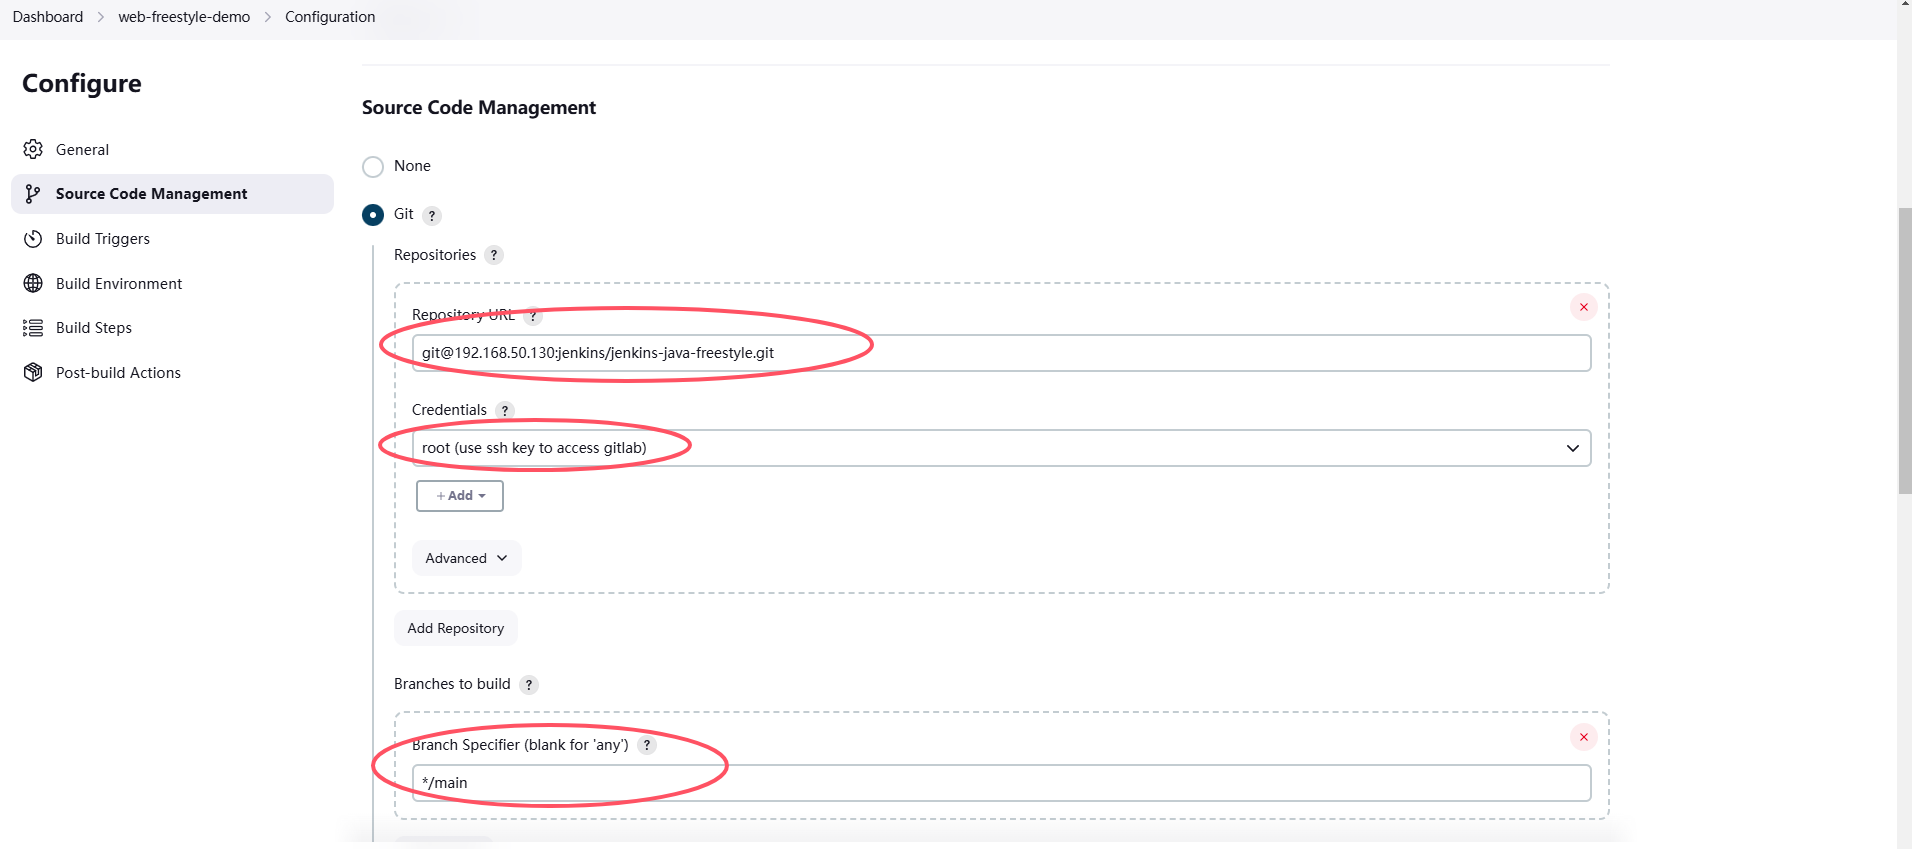 Dashboard > web-freestyle-demo > Configuration
Configure
General
Source Code Management
Build Triggers
Build Environment
Build Steps
Post-build Actions
Source Code Management
None
Git ?
Repositories ?
Repository URL ?
git@192.168.50.130:jenkins/jenkins-java-freestyle.git
Credentials ?
root (use ssh key to access gitlab)
+ Add
Advanced
Add Repository
Branches to build ?
Branch Specifier (blank for 'any') ?
*/main